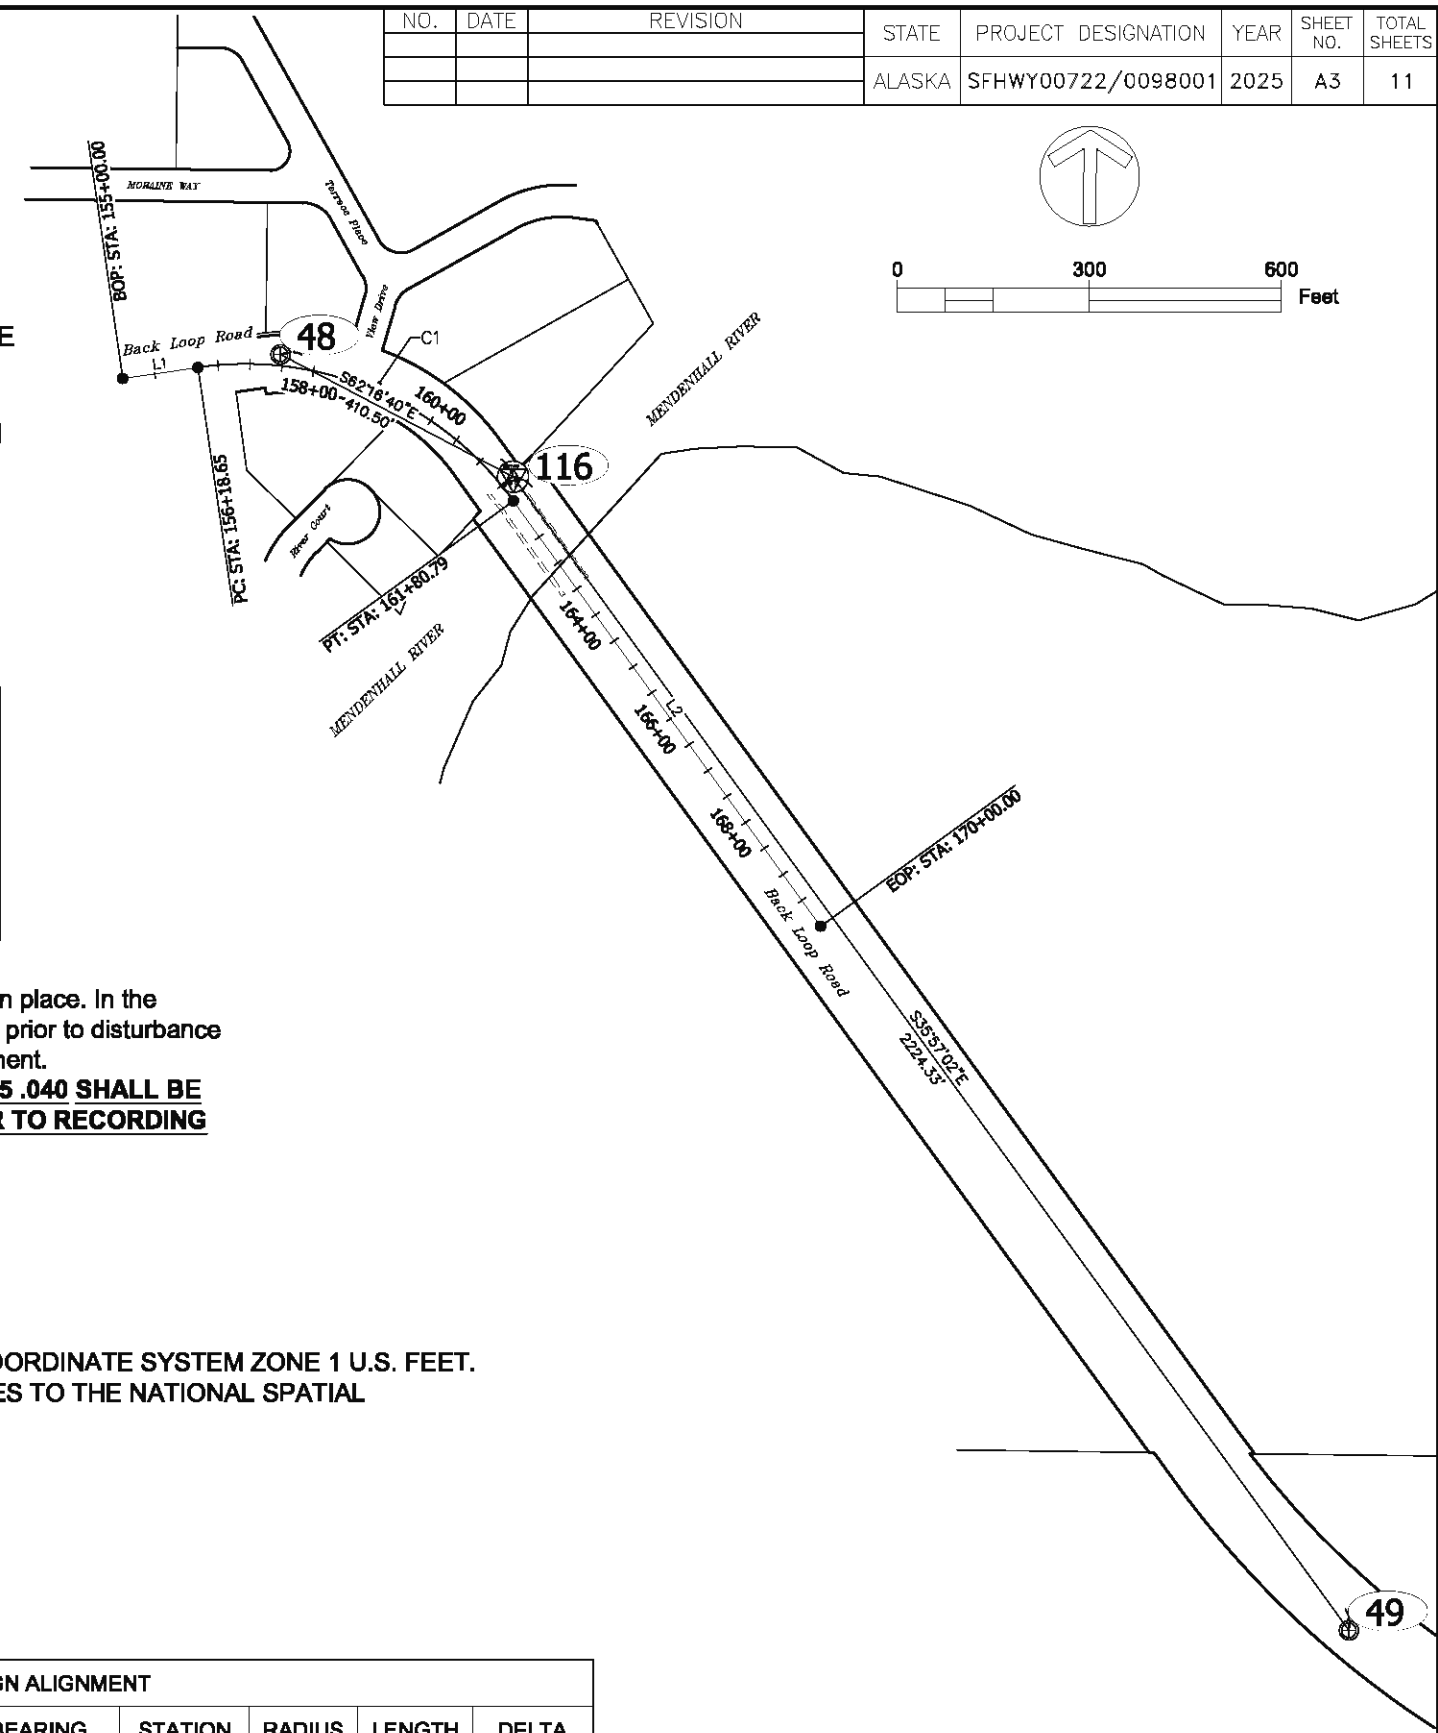 NO. DATE REVISION
STATE PROJECT DESIGNATION YEAR SHEET NO. TOTAL SHEETS
ALASKA SFHWY00722/0098001 2025 A3 11
BOP: STA: 155+00.00
MORAINE WAY
Terrace Place
View Drive
0 300 600
Feet
E
Back Loop Road
48
L1
C1
MENDENHALL RIVER
S62°16'40"E
410.50'
158+00
160+00
116
PC: STA: 156+18.65
River Court
PT: STA: 161+80.79
164+00
MENDENHALL RIVER
L2
166+00
168+00
EOP: STA: 170+00.00
Back Loop Road
n place. In the
prior to disturbance
nent.
5 .040 SHALL BE
R TO RECORDING
S35°57'02"E
2224.33'
OORDINATE SYSTEM ZONE 1 U.S. FEET.
ES TO THE NATIONAL SPATIAL
49
GN ALIGNMENT
BEARING STATION RADIUS LENGTH DELTA